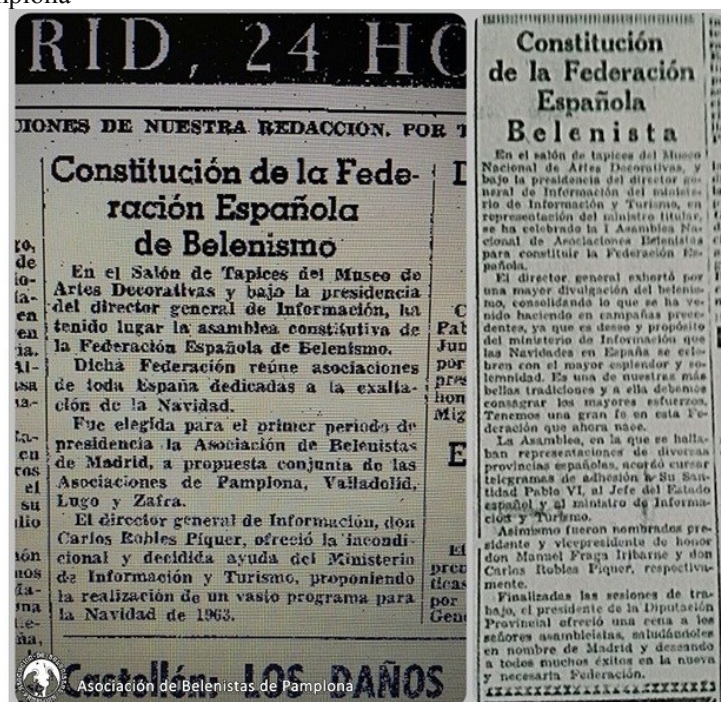 plona
RID, 24 HO
IONES DE NUESTRA REDACCION, POR T
Constitución de la Fede-
ración Española
de Belenismo
En el Salón de Tapices del Museo de
Artes Decorativas y bajo la presidencia
del director general de Información, ha
tenido lugar la asamblea constitutiva de
la Federación Española de Belenismo.
Dicha Federación reúne asociaciones
de toda España dedicadas a la exalta-
ción de la Navidad.
Fue elegida para el primer periodo de
presidencia la Asociación de Belenistas
de Madrid, a propuesta conjunta de las
Asociaciones de Pamplona, Valladolid,
Lugo y Zafra.
El director general de Información, don
Carlos Robles Piquer, ofreció la incondi-
cional y decidida ayuda del Ministerio
de Información y Turismo, proponiendo
la realización de un vasto programa para
la Navidad de 1963.
Castellón: LOS DAÑOS
Asociación de Belenistas de Pamplona
Constitución
de la Federación
Española
Belenista
En el salón de tapices del Museo
Nacional de Artes Decorativas, y
bajo la presidencia del director ge-
neral de Información del ministe-
rio de Información y Turismo, en
representación del ministro titular,
se ha celebrado la I Asamblea Na-
cional de Asociaciones Belenistas
para constituir la Federación Es-
pañola.
El director general exhortó por
una mayor divulgación del belenis-
mo, consolidando lo que se ha ve-
nido haciendo en campañas prece-
dentes, ya que es deseo y propósito
del ministerio de Información que
las Navidades en España se cele-
bren con el mayor esplendor y so-
lemnidad. Es una de nuestras más
bellas tradiciones y a ella debemos
consagrar los mayores esfuerzos.
Tenemos una gran fe en esta Fe-
deración que ahora nace.
La Asamblea, en la que se halla-
ban representaciones de diversas
provincias españolas, acordó cursar
telegramas de adhesión a Su San-
tidad Pablo VI, al Jefe del Estado
español y al ministro de Informa-
ción y Turismo.
Asimismo fueron nombrados pre-
sidente y vicepresidente de honor
don Manuel Fraga Iribarne y don
Carlos Robles Piquer, respectiva-
mente.
Finalizadas las sesiones de tra-
bajo, el presidente de la Diputación
Provincial ofreció una cena a los
señores asambleistas, saludándoles
en nombre de Madrid y deseando
a todos muchos éxitos en la nueva
y necesaria Federación.